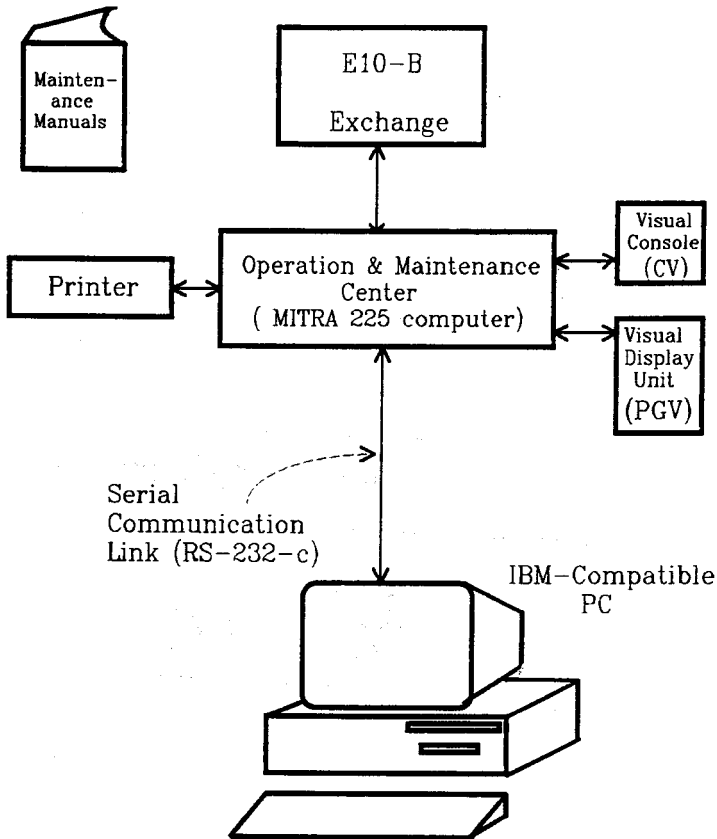 Mainten-
ance
Manuals
E10-B
Exchange
Printer
Operation & Maintenance
Center
( MITRA 225 computer)
Visual
Console
(CV)
Visual
Display
Unit
(PGV)
Serial
Communication
Link (RS-232-c)
IBM-Compatible
PC